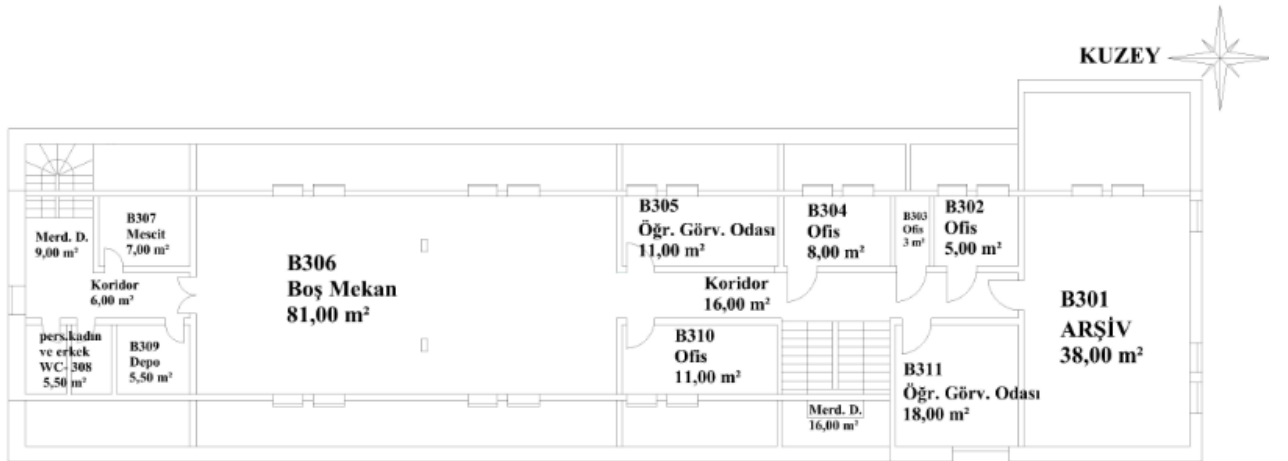 KUZEY
B307
Mescit
7,00 m²
Merd. D.
9,00 m²
Koridor
6,00 m²
pers.kadın
ve erkek
WC- 308
5,50 m²
B309
Depo
5,50 m²
B306
Boş Mekan
81,00 m²
B305
Öğr. Görv. Odası
11,00 m²
B304
Ofis
8,00 m²
B303
Ofis
3 m²
B302
Ofis
5,00 m²
Koridor
16,00 m²
B310
Ofis
11,00 m²
Merd. D.
16,00 m²
B311
Öğr. Görv. Odası
18,00 m²
B301
ARŞİV
38,00 m²